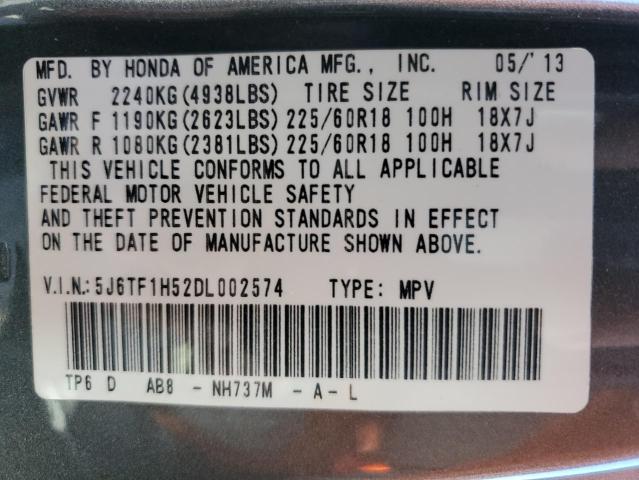 MFD. BY HONDA OF AMERICA MFG., INC. 05/'13
GVWR 2240KG(4938LBS) TIRE SIZE RIM SIZE
GAWR F 1190KG(2623LBS) 225/60R18 100H 18X7J
GAWR R 1080KG(2381LBS) 225/60R18 100H 18X7J
THIS VEHICLE CONFORMS TO ALL APPLICABLE
FEDERAL MOTOR VEHICLE SAFETY
AND THEFT PREVENTION STANDARDS IN EFFECT
ON THE DATE OF MANUFACTURE SHOWN ABOVE.
V.I.N.: 5J6TF1H52DL002574 TYPE: MPV
TP6 D AB8 - NH737M - A - L